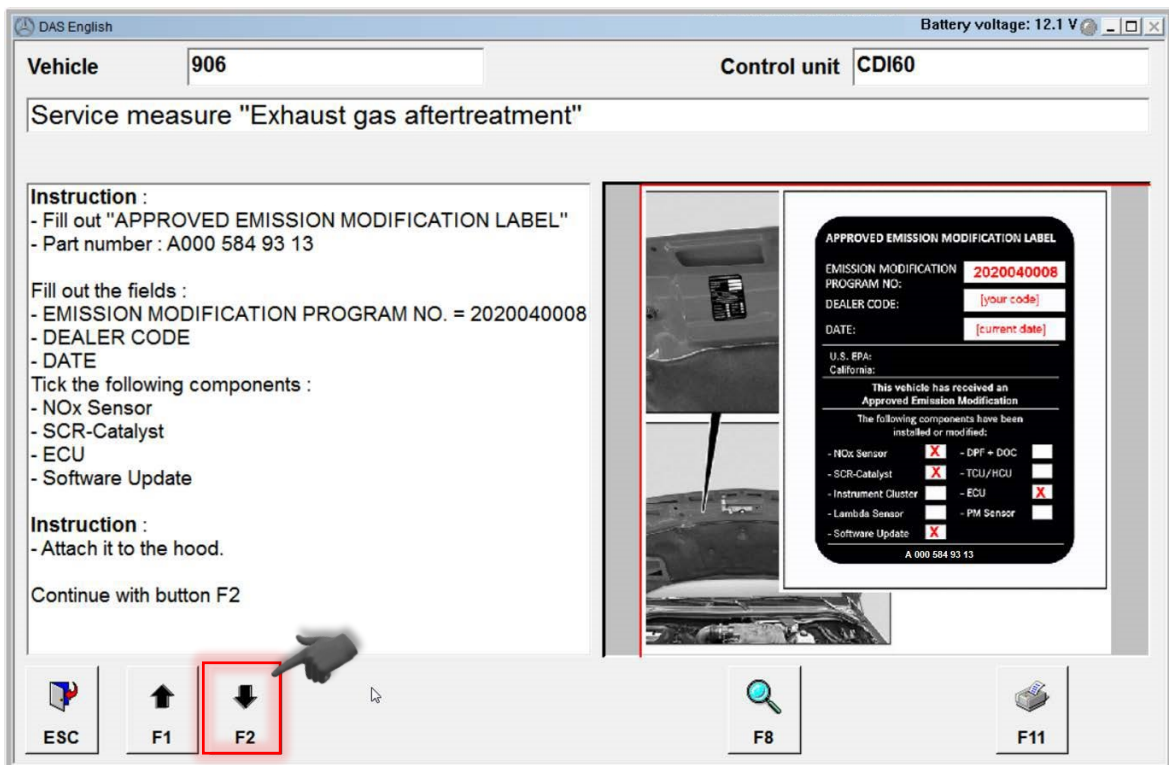 DAS English
Battery voltage: 12.1 V
Vehicle
906
Control unit
CDI60
Service measure "Exhaust gas aftertreatment"
Instruction :
- Fill out "APPROVED EMISSION MODIFICATION LABEL"
- Part number : A000 584 93 13
Fill out the fields :
- EMISSION MODIFICATION PROGRAM NO. = 2020040008
- DEALER CODE
- DATE
Tick the following components :
- NOx Sensor
- SCR-Catalyst
- ECU
- Software Update
Instruction :
- Attach it to the hood.
Continue with button F2
APPROVED EMISSION MODIFICATION LABEL
EMISSION MODIFICATION
PROGRAM NO:
2020040008
DEALER CODE:
[your code]
DATE:
[current date]
U.S. EPA:
California:
This vehicle has received an
Approved Emission Modification
The following components have been
installed or modified:
- NOx Sensor X - DPF + DOC
- SCR-Catalyst X - TCU/HCU
- Instrument Cluster - ECU X
- Lambda Sensor - PM Sensor
- Software Update X
A 000 584 93 13
ESC
F1
F2
F8
F11